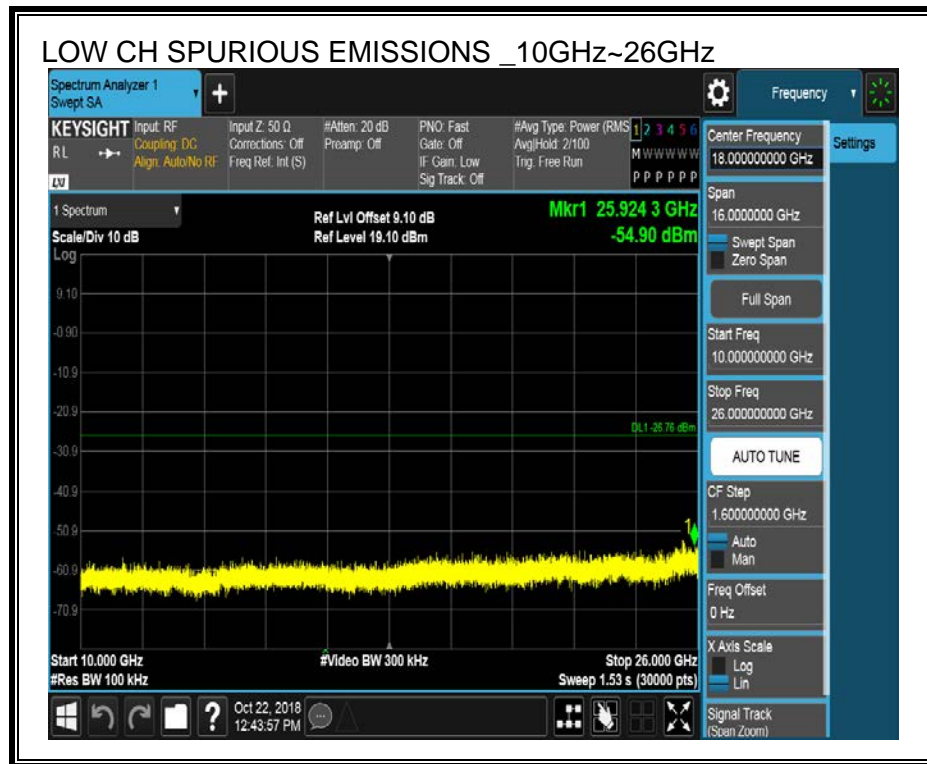 LOW CH SPURIOUS EMISSIONS _10GHz~26GHz
Spectrum Analyzer 1
Swept SA
Frequency
KEYSIGHT
RL
LXI
Input: RF
Coupling: DC
Align: Auto/No RF
Input Z: 50 Ω
Corrections: Off
Freq Ref: Int (S)
#Atten: 20 dB
Preamp: Off
PNO: Fast
Gate: Off
IF Gain: Low
Sig Track: Off
#Avg Type: Power (RMS
Avg|Hold: 2/100
Trig: Free Run
1 2 3 4 5 6
M W W W W W
P P P P P P
Settings
Center Frequency
18.000000000 GHz
Span
16.0000000 GHz
Swept Span
Zero Span
Full Span
Start Freq
10.000000000 GHz
Stop Freq
26.000000000 GHz
AUTO TUNE
CF Step
1.600000000 GHz
Auto
Man
Freq Offset
0 Hz
X Axis Scale
Log
Lin
Signal Track
(Span Zoom)
1 Spectrum
Scale/Div 10 dB
Log
Ref Lvl Offset 9.10 dB
Ref Level 19.10 dBm
Mkr1 25.924 3 GHz
-54.90 dBm
9.10
-0.90
-10.9
-20.9
DL1 -26.76 dBm
-30.9
-40.9
-50.9
1
-60.9
-70.9
Start 10.000 GHz
#Res BW 100 kHz
#Video BW 300 kHz
Stop 26.000 GHz
Sweep 1.53 s (30000 pts)
?
Oct 22, 2018
12:43:57 PM